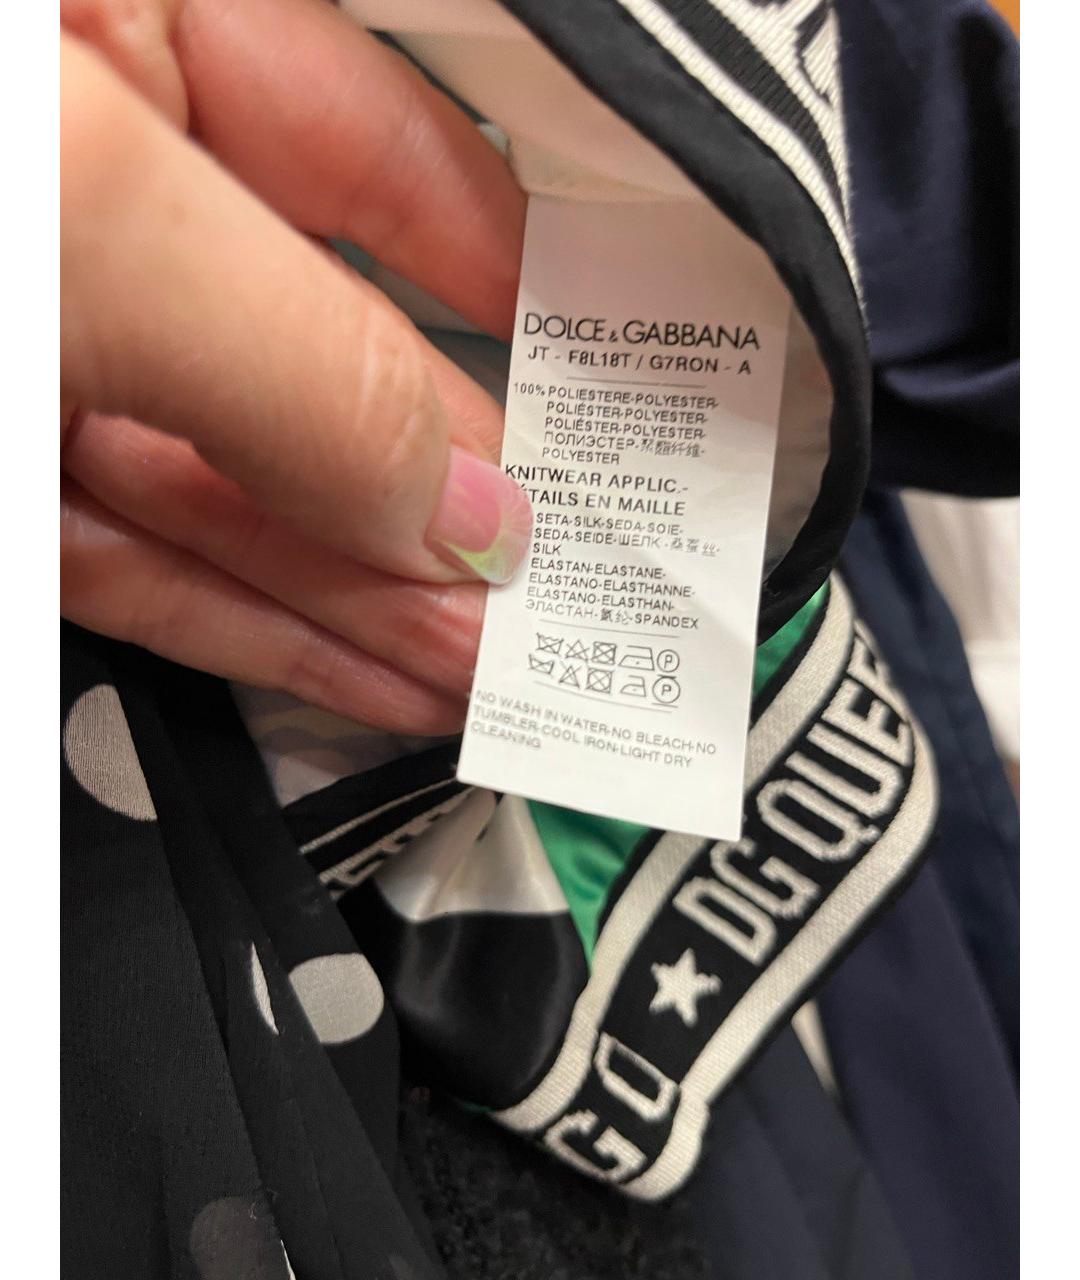 DOLCE & GABBANA
JT - F8L18T / G7RON - A
100% POLIESTERE-POLYESTER-
POLIÉSTER-POLYESTER-
POLIÉSTER-POLYESTER-
ПОЛИЭСТЕР-聚酯纤维-
POLYESTER
KNITWEAR APPLIC.-
ÉTAILS EN MAILLE
SETA-SILK-SEDA-SOIE-
SEDA-SEIDE-ШЕЛК-桑蚕丝-
SILK
ELASTAN-ELASTANE-
ELASTANO-ELASTHANNE-
ELASTANO-ELASTHAN-
ЭЛАСТАН-氨纶-SPANDEX
P
P
NO WASH IN WATER-NO BLEACH-NO
TUMBLER-COOL IRON-LIGHT DRY
CLEANING
DG QUEE
GO